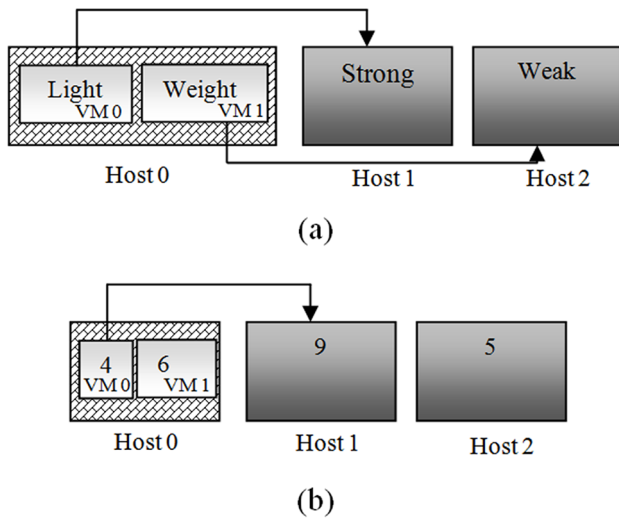 Light
VM 0
Weight
VM 1
Strong
Weak
Host 0
Host 1
Host 2
(a)
4
VM 0
6
VM 1
9
5
Host 0
Host 1
Host 2
(b)